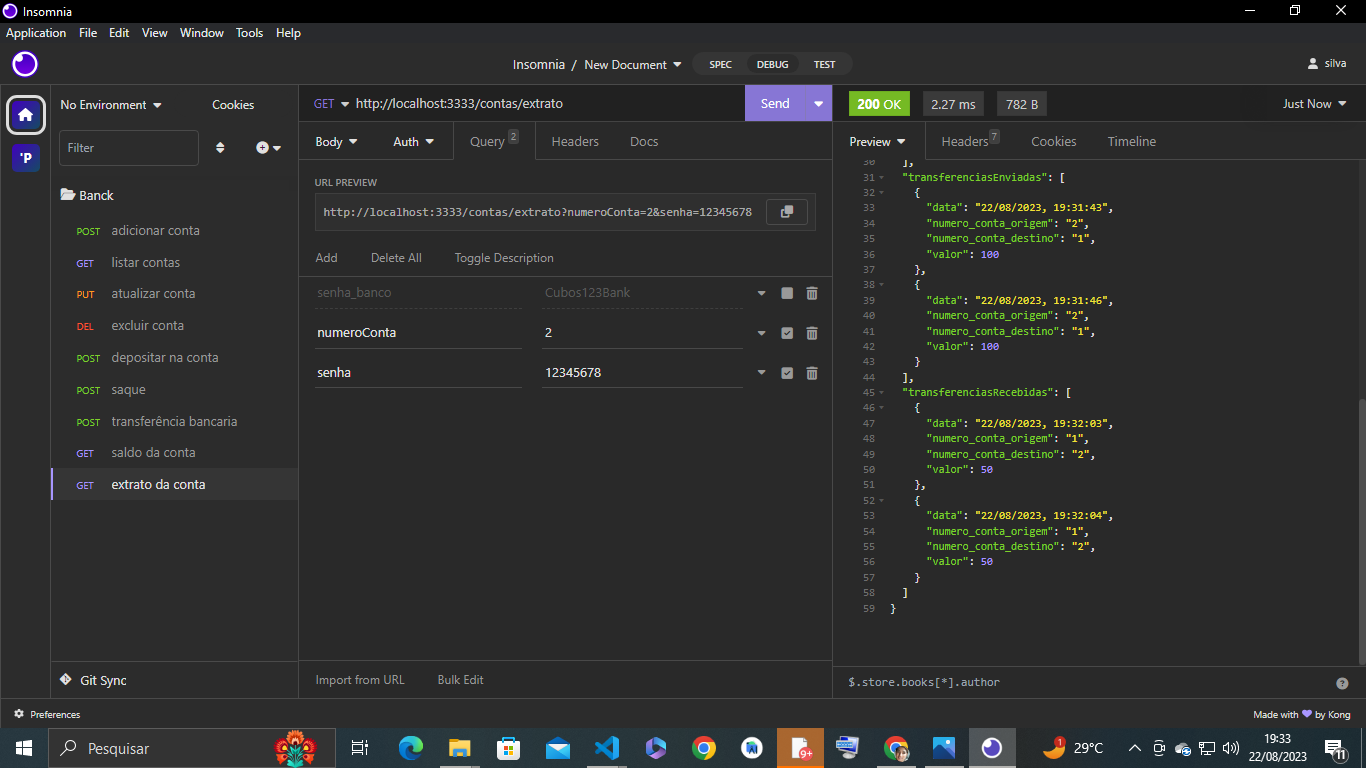 Insomnia
Application File Edit View Window Tools Help
Insomnia / New Document
SPEC DEBUG TEST
silva
No Environment
Cookies
GET http://localhost:3333/contas/extrato
Send
200 OK
2.27 ms
782 B
Just Now
'P
Filter
Body Auth Query 2 Headers Docs
Preview Headers 7 Cookies Timeline
Banck
POST adicionar conta
GET listar contas
PUT atualizar conta
DEL excluir conta
POST depositar na conta
POST saque
POST transferência bancaria
GET saldo da conta
GET extrato da conta
Git Sync
URL PREVIEW
http://localhost:3333/contas/extrato?numeroConta=2&senha=12345678
Add Delete All Toggle Description
senha_banco Cubos123Bank
numeroConta 2
senha 12345678
Import from URL Bulk Edit
30 ],
31 "transferenciasEnviadas": [
32 {
33 "data": "22/08/2023, 19:31:43",
34 "numero_conta_origem": "2",
35 "numero_conta_destino": "1",
36 "valor": 100
37 },
38 {
39 "data": "22/08/2023, 19:31:46",
40 "numero_conta_origem": "2",
41 "numero_conta_destino": "1",
42 "valor": 100
43 }
44 ],
45 "transferenciasRecebidas": [
46 {
47 "data": "22/08/2023, 19:32:03",
48 "numero_conta_origem": "1",
49 "numero_conta_destino": "2",
50 "valor": 50
51 },
52 {
53 "data": "22/08/2023, 19:32:04",
54 "numero_conta_origem": "1",
55 "numero_conta_destino": "2",
56 "valor": 50
57 }
58 ]
59 }
$.store.books[*].author
Preferences
Made with by Kong
Pesquisar
9+
1
29°C
19:33
22/08/2023
11